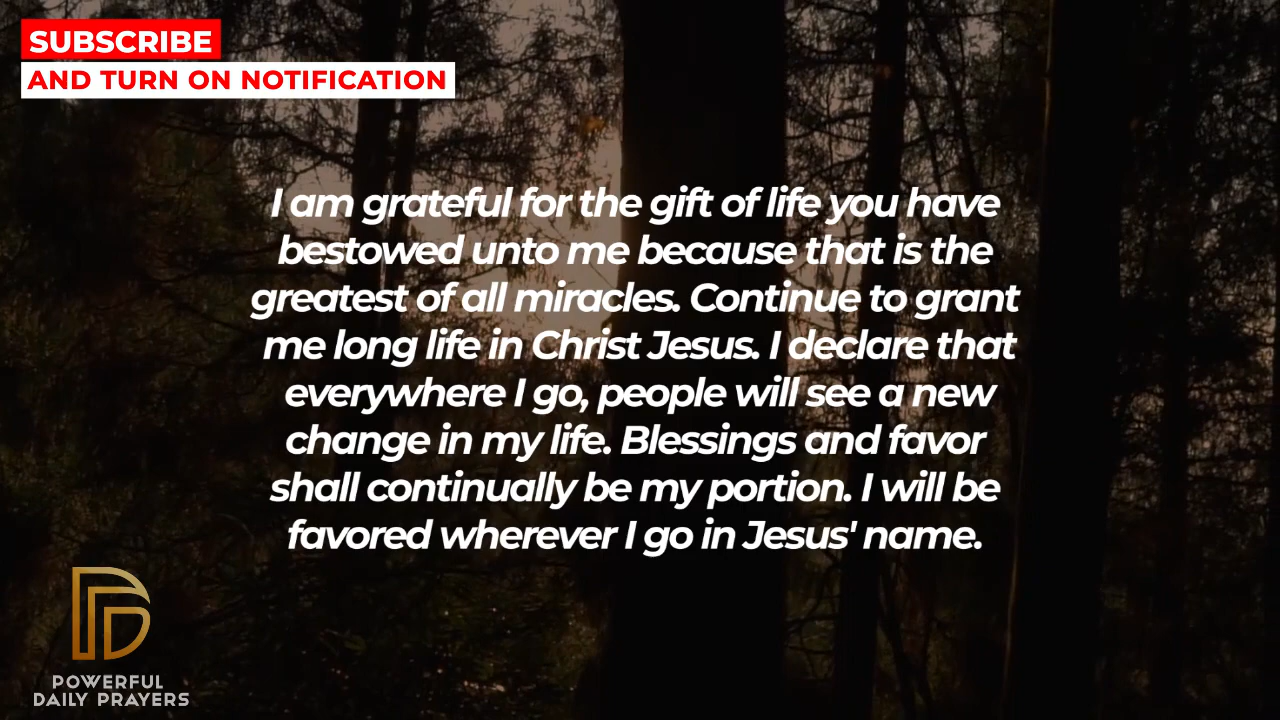 SUBSCRIBE
AND TURN ON NOTIFICATION
I am grateful for the gift of life you have
bestowed unto me because that is the
greatest of all miracles. Continue to grant
me long life in Christ Jesus. I declare that
everywhere I go, people will see a new
change in my life. Blessings and favor
shall continually be my portion. I will be
favored wherever I go in Jesus' name.
POWERFUL
DAILY PRAYERS